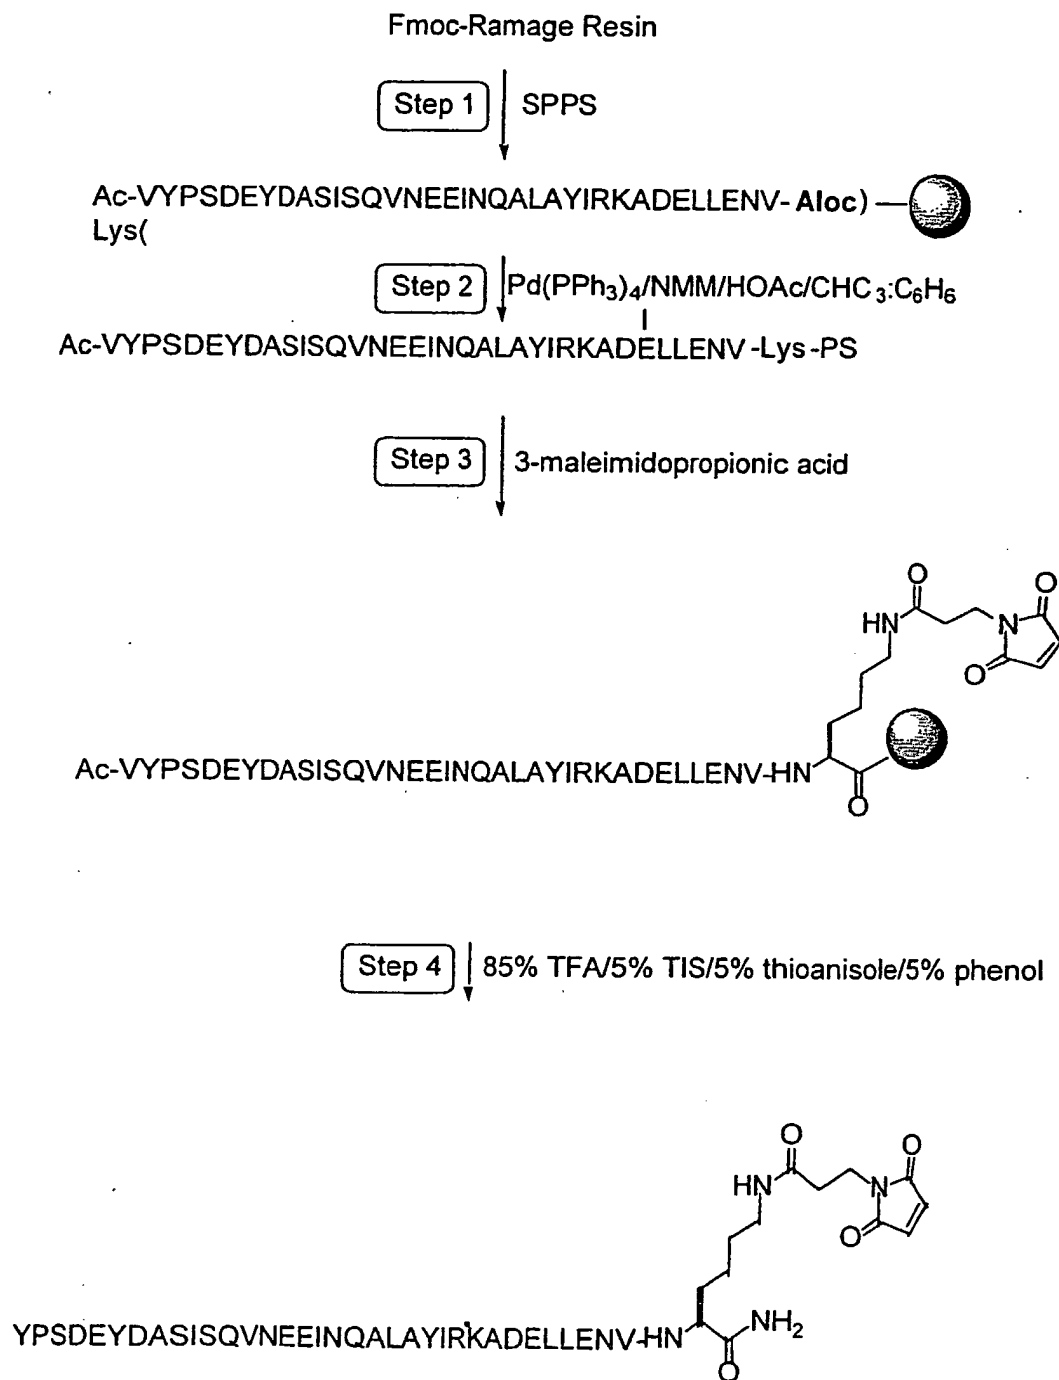 Fmoc-Ramage Resin
Step 1 SPPS
Ac-VYPSDEYDASISQVNEEINQALAYIRKADELLENV- Aloc)
Lys(
Step 2 Pd(PPh3)4/NMM/HOAc/CHC3:C6H6
Ac-VYPSDEYDASISQVNEEINQALAYIRKADELLENV -Lys -PS
Step 3 3-maleimidopropionic acid
O
O
HN
N
O
Ac-VYPSDEYDASISQVNEEINQALAYIRKADELLENV-HN
O
Step 4 85% TFA/5% TIS/5% thioanisole/5% phenol
O
O
HN
N
O
YPSDEYDASISQVNEEINQALAYIRKADELLENV-HN
NH2
O